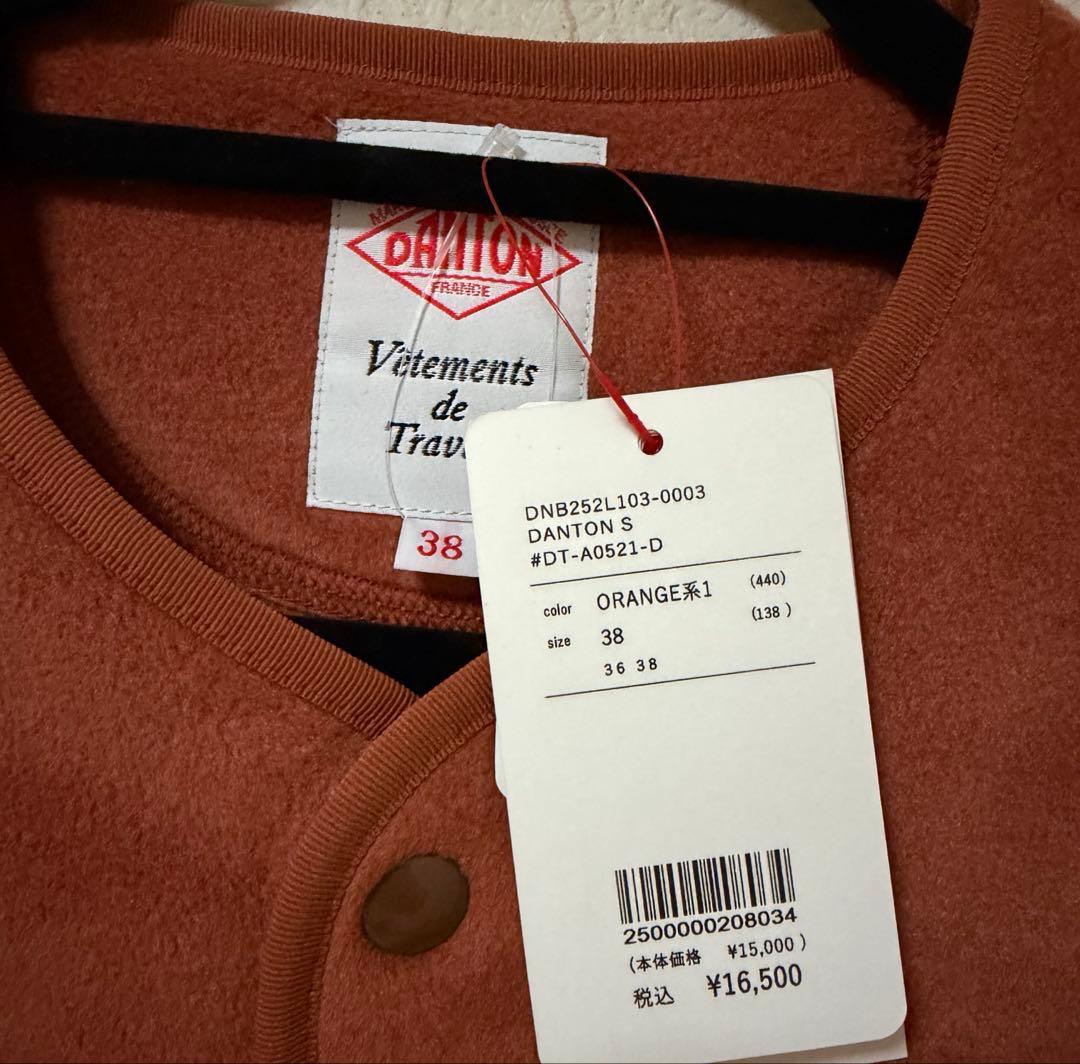 DANTON
FRANCE
Vêtements
de
38
DNB252L103-0003
DANTON S
#DT-A0521-D
color ORANGE系1 (440)
size 38 (138 )
36 38
2500000208034
(本体価格 ¥15,000 )
税込 ¥16,500